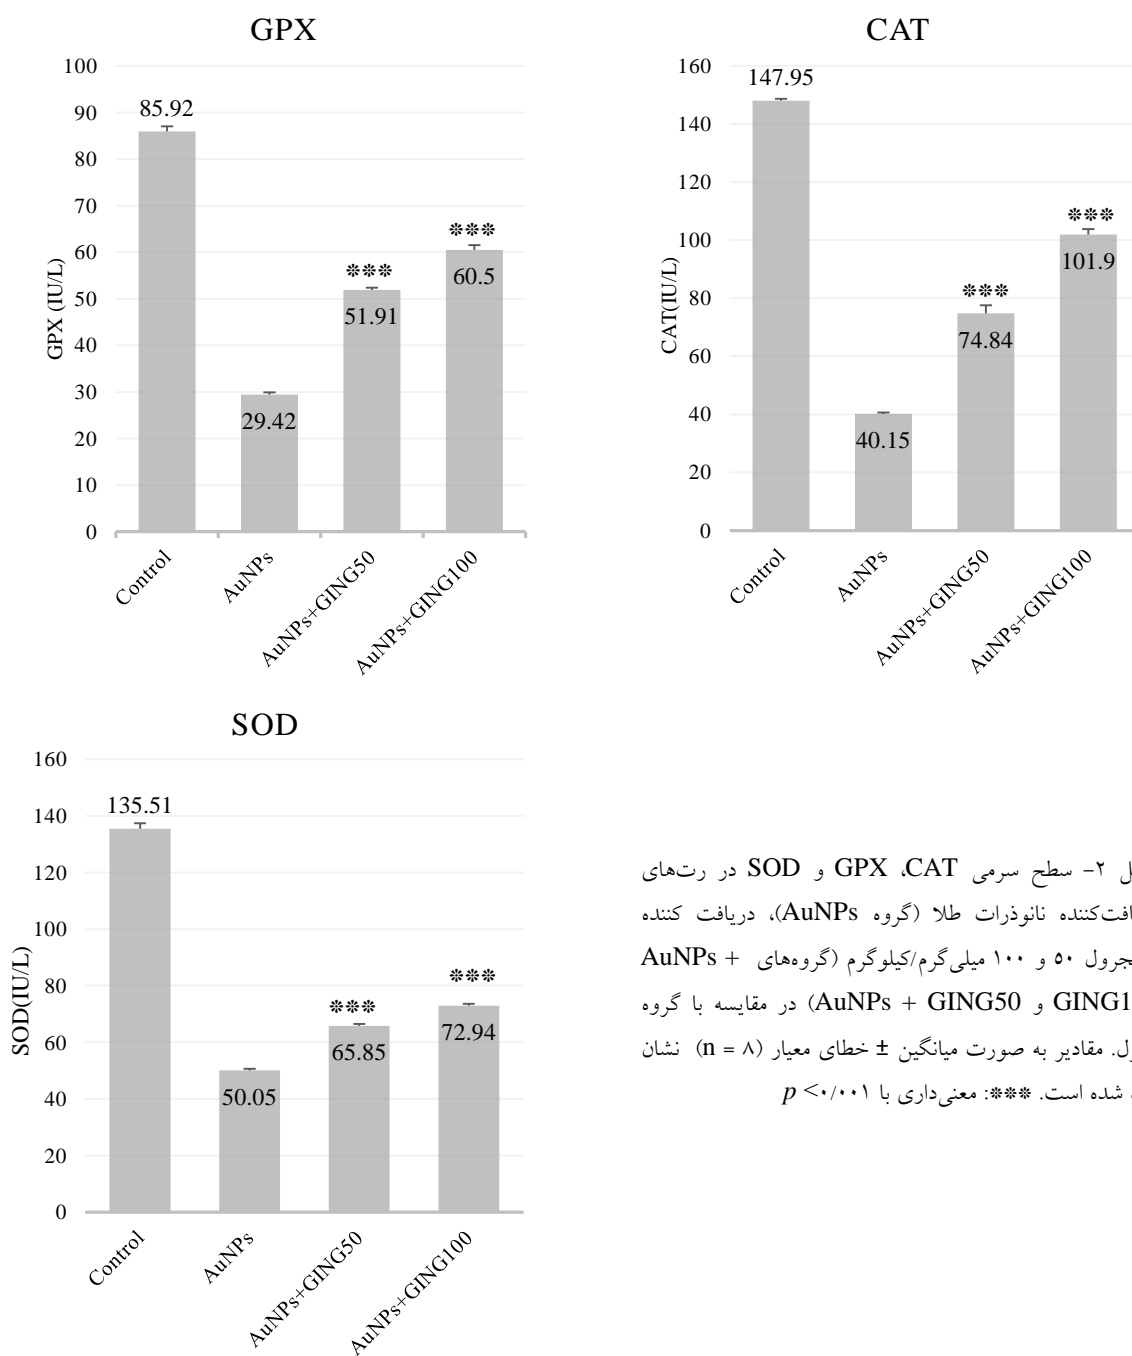 GPX
100
90
80
70
60
50
40
30
20
10
0
GPX (IU/L)
85.92
29.42
***
51.91
***
60.5
Control
AuNPs
AuNPs+GING50
AuNPs+GING100
CAT
160
140
120
100
80
60
40
20
0
CAT(IU/L)
147.95
40.15
***
74.84
***
101.9
Control
AuNPs
AuNPs+GING50
AuNPs+GING100
SOD
160
140
120
100
80
60
40
20
0
SOD(IU/L)
135.51
50.05
***
65.85
***
72.94
Control
AuNPs
AuNPs+GING50
AuNPs+GING100
۲- سطح سرمی GPX ،CAT و SOD در رت‌های
نانوذرات طلا (گروه AuNPs)، دریافت کننده
۵۰ و ۱۰۰ میلی‌گرم/کیلوگرم (گروه‌های AuNPs +
و AuNPs + GING50) در مقایسه با گروه
مقادیر به صورت میانگین ± خطای معیار (n = ۸) نشان
شده است. ***: معنی‌داری با p <۰/۰۰۱